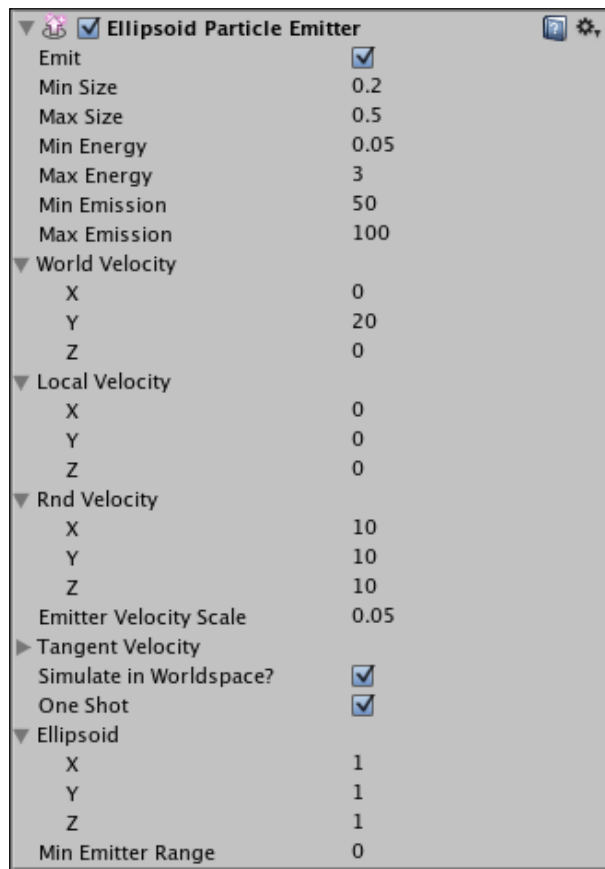 Ellipsoid Particle Emitter
Emit
Min Size 0.2
Max Size 0.5
Min Energy 0.05
Max Energy 3
Min Emission 50
Max Emission 100
World Velocity
X 0
Y 20
Z 0
Local Velocity
X 0
Y 0
Z 0
Rnd Velocity
X 10
Y 10
Z 10
Emitter Velocity Scale 0.05
Tangent Velocity
Simulate in Worldspace?
One Shot
Ellipsoid
X 1
Y 1
Z 1
Min Emitter Range 0